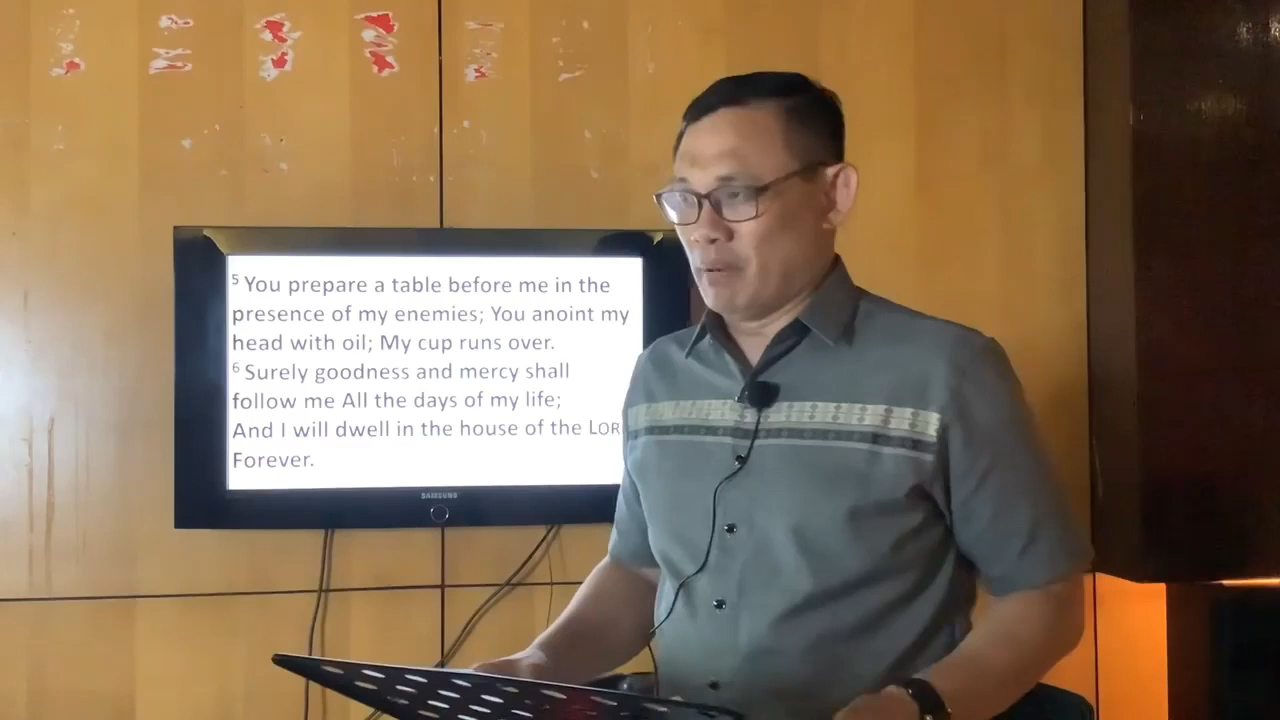 5 You prepare a table before me in the
presence of my enemies; You anoint my
head with oil; My cup runs over.
6 Surely goodness and mercy shall
follow me All the days of my life;
And I will dwell in the house of the LOR
Forever.
SAMSUNG